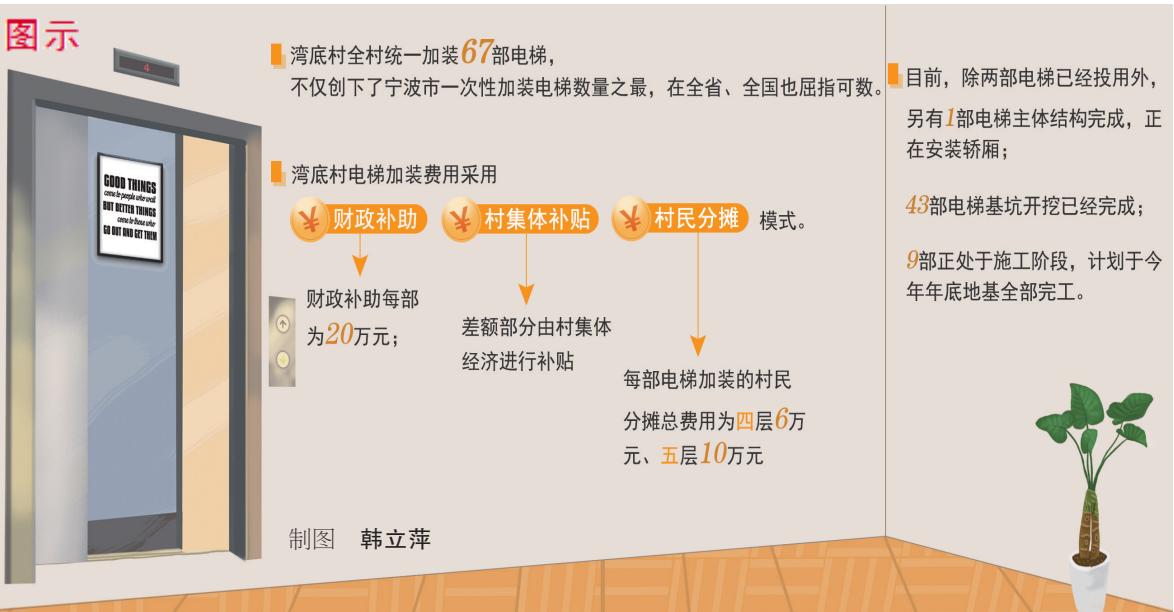 图示
4
GOOD THINGS
come to people who wait
BUT BETTER THINGS
come to those who
GO OUT AND GET THEM
湾底村全村统一加装67部电梯，
不仅创下了宁波市一次性加装电梯数量之最，在全省、全国也屈指可数。
湾底村电梯加装费用采用
¥ 财政补助 ¥ 村集体补贴 ¥ 村民分摊 模式。
财政补助每部
为20万元；
差额部分由村集体
经济进行补贴
每部电梯加装的村民
分摊总费用为四层6万
元、五层10万元
目前，除两部电梯已经投用外，
另有1部电梯主体结构完成，正
在安装轿厢；
43部电梯基坑开挖已经完成；
9部正处于施工阶段，计划于今
年年底地基全部完工。
制图 韩立萍